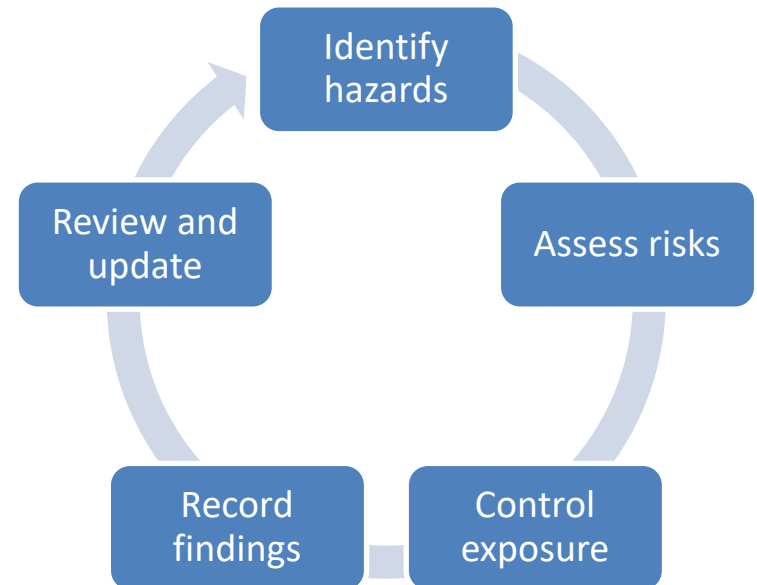 Identify
hazards
Assess risks
Control
exposure
Record
findings
Review and
update